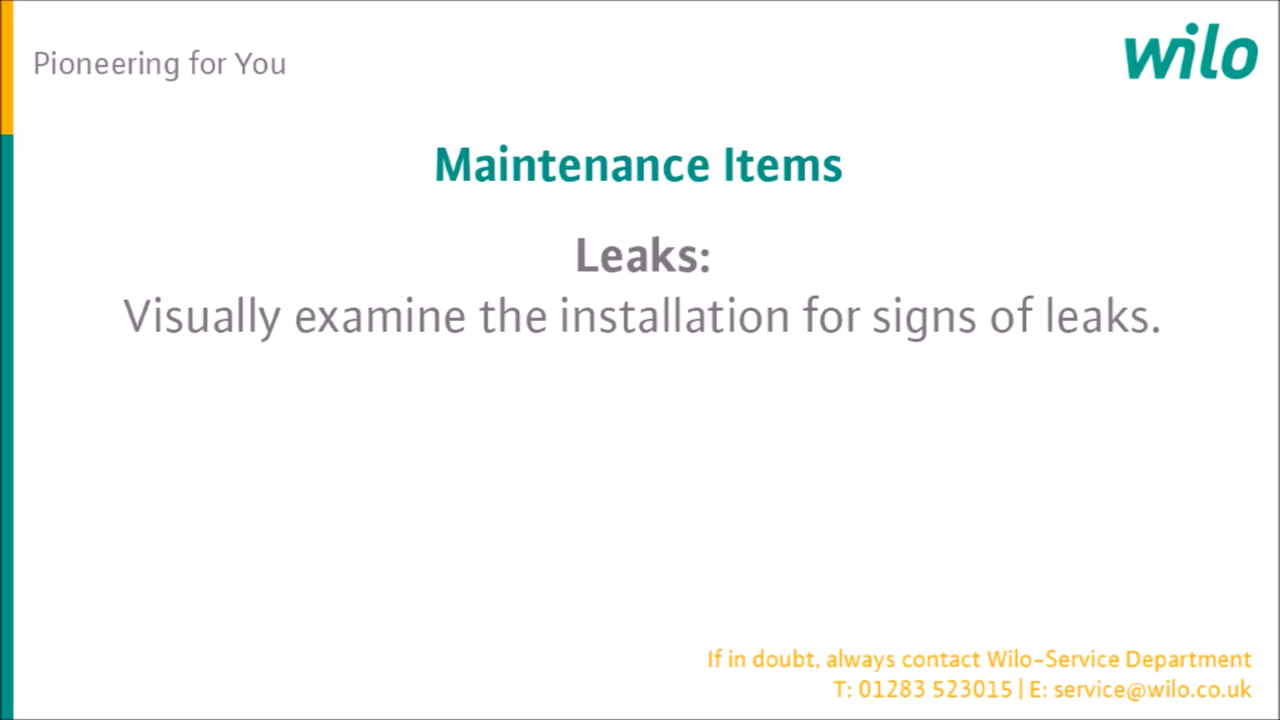 Pioneering for You
wilo
Maintenance Items
Leaks:
Visually examine the installation for signs of leaks.
If in doubt, always contact Wilo-Service Department
T: 01283 523015 | E: service@wilo.co.uk